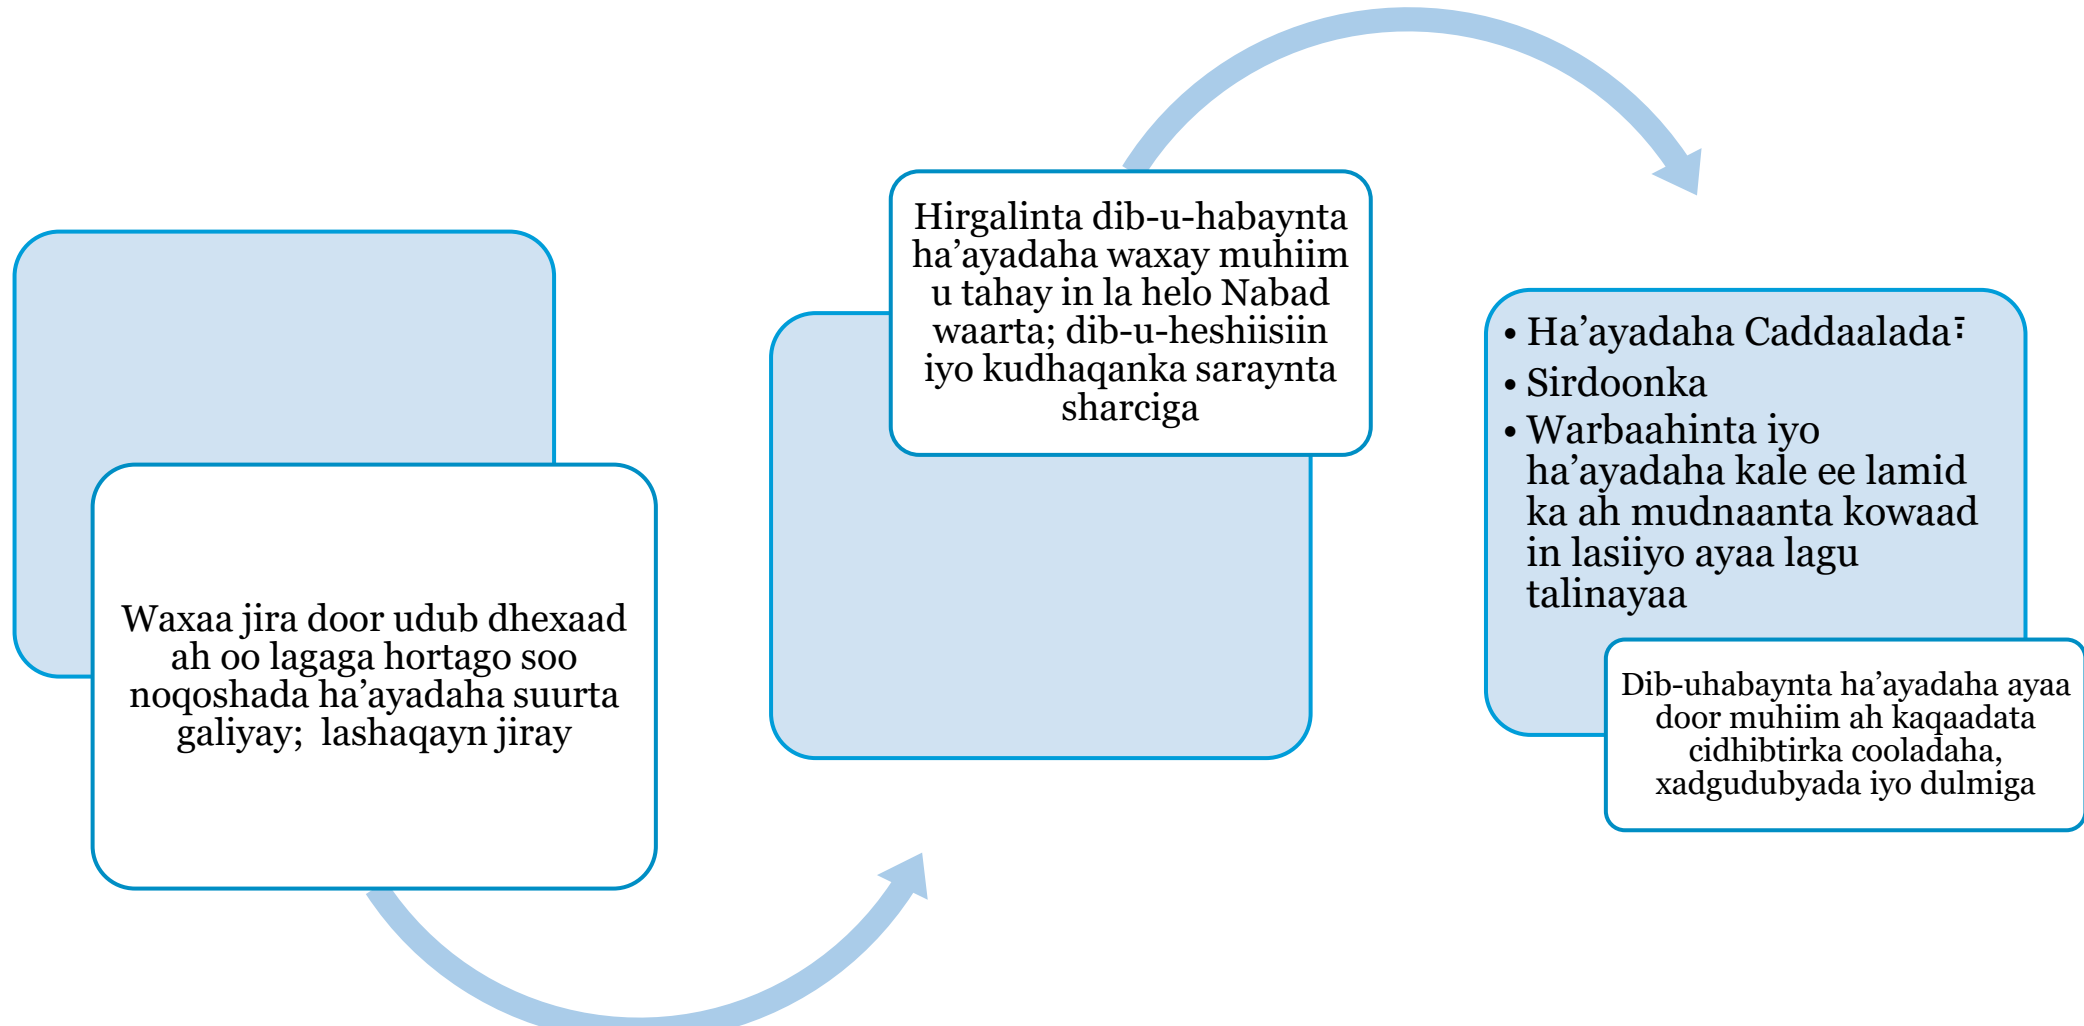 Waxaa jira door udub dhexaad
ah oo lagaga hortago soo
noqoshada ha’ayadaha suurta
galiyay;  lashaqayn jiray
Hirgalinta dib-u-habaynta
ha’ayadaha waxay muhiim
u tahay in la helo Nabad
waarta; dib-u-heshiisiin
iyo kudhaqanka saraynta
sharciga
• Ha’ayadaha Caddaalada፧
• Sirdoonka
• Warbaahinta iyo
ha’ayadaha kale ee lamid
ka ah mudnaanta kowaad
in lasiiyo ayaa lagu
talinayaa
Dib-uhabaynta ha’ayadaha ayaa
door muhiim ah kaqaadata
cidhibtirka cooladaha,
xadgudubyada iyo dulmiga